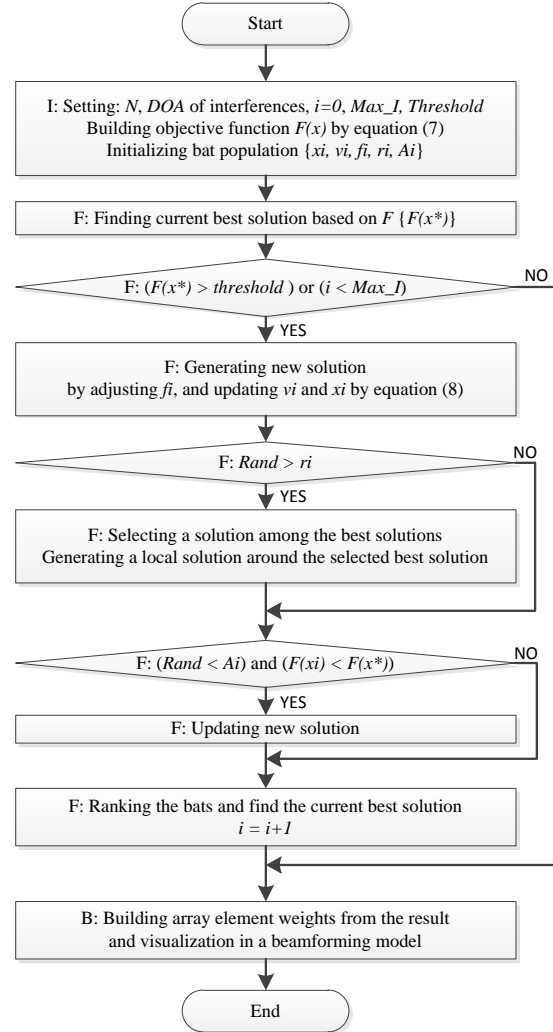 Start
I: Setting: N, DOA of interferences, i=0, Max_I, Threshold
Building objective function F(x) by equation (7)
Initializing bat population {xi, vi, fi, ri, Ai}
F: Finding current best solution based on F {F(x*)}
F: (F(x*) > threshold ) or (i < Max_I)
NO
YES
F: Generating new solution
by adjusting fi, and updating vi and xi by equation (8)
F: Rand > ri
NO
YES
F: Selecting a solution among the best solutions
Generating a local solution around the selected best solution
F: (Rand < Ai) and (F(xi) < F(x*))
NO
YES
F: Updating new solution
F: Ranking the bats and find the current best solution
i = i+1
B: Building array element weights from the result
and visualization in a beamforming model
End